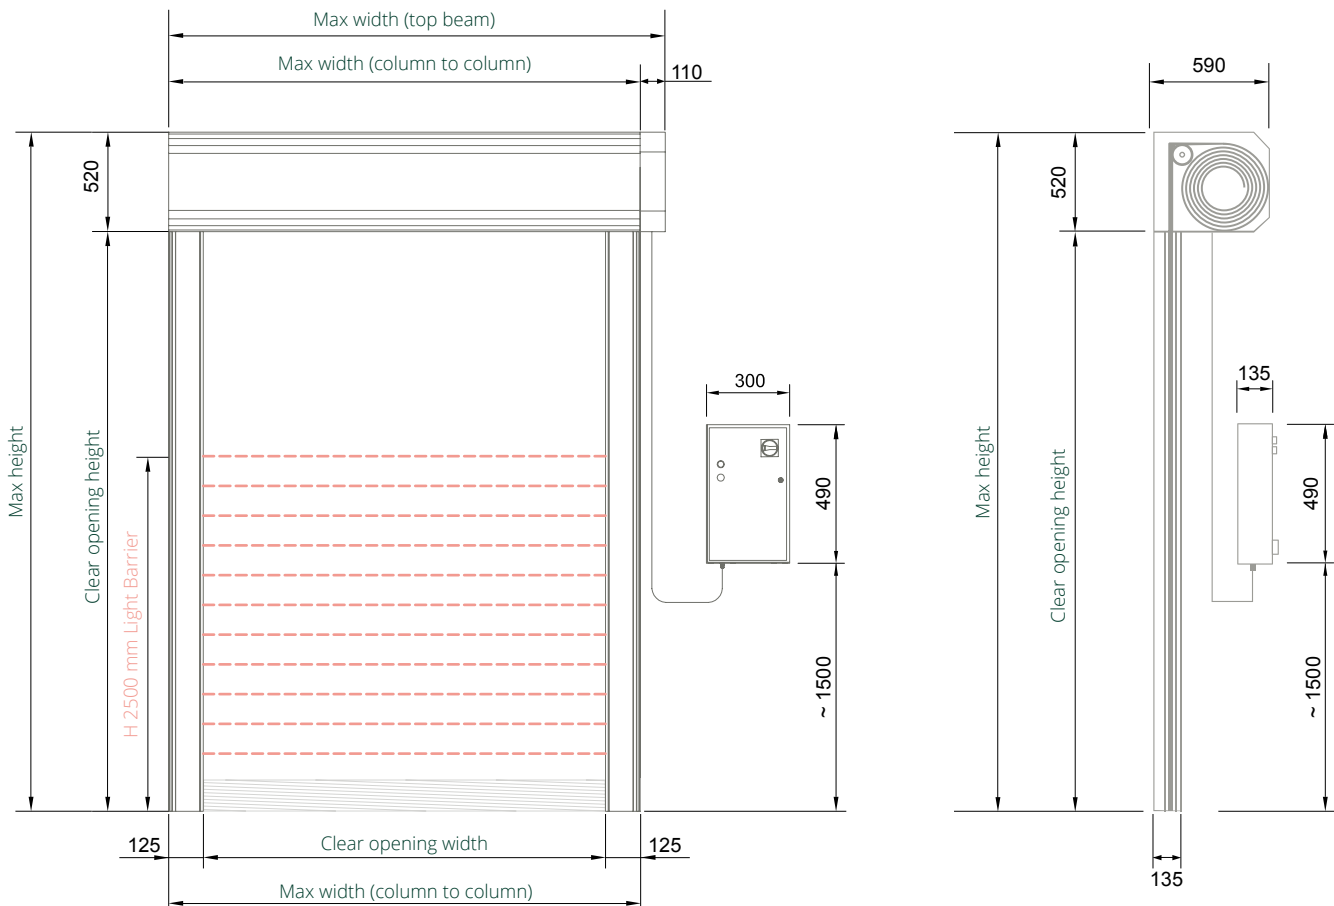 Max width (top beam)
Max width (column to column)
110
590
520
520
300
135
Max height
Clear opening height
H 2500 mm Light Barrier
490
~ 1500
Max height
Clear opening height
490
~ 1500
125
Clear opening width
125
Max width (column to column)
135